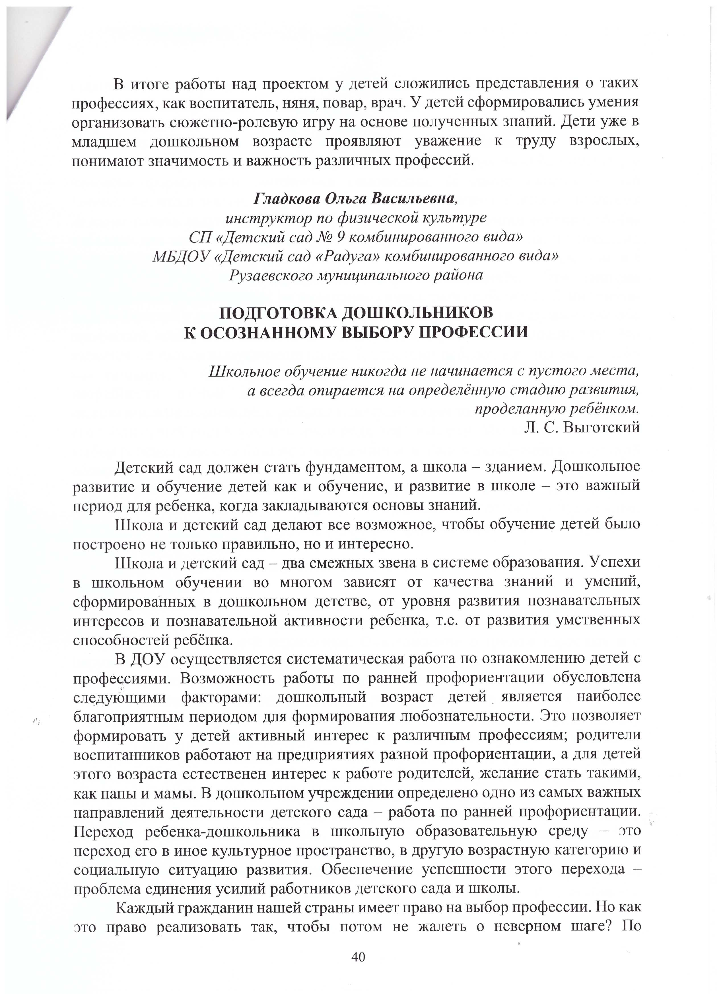 В итоге работы над проектом у детей сложились представления о таких
профессиях, как воспитатель, няня, повар, врач. У детей сформировались умения
организовать сюжетно-ролевую игру на основе полученных знаний. Дети уже в
младшем дошкольном возрасте проявляют уважение к труду взрослых,
понимают значимость и важность различных профессий.
Гладкова Ольга Васильевна,
инструктор по физической культуре
СП «Детский сад № 9 комбинированного вида»
МБДОУ «Детский сад «Радуга» комбинированного вида»
Рузаевского муниципального района
ПОДГОТОВКА ДОШКОЛЬНИКОВ
К ОСОЗНАННОМУ ВЫБОРУ ПРОФЕССИИ
Школьное обучение никогда не начинается с пустого места,
а всегда опирается на определённую стадию развития,
проделанную ребёнком.
Л. С. Выготский
Детский сад должен стать фундаментом, а школа – зданием. Дошкольное
развитие и обучение детей как и обучение, и развитие в школе – это важный
период для ребенка, когда закладываются основы знаний.
Школа и детский сад делают все возможное, чтобы обучение детей было
построено не только правильно, но и интересно.
Школа и детский сад – два смежных звена в системе образования. Успехи
в школьном обучении во многом зависят от качества знаний и умений,
сформированных в дошкольном детстве, от уровня развития познавательных
интересов и познавательной активности ребенка, т.е. от развития умственных
способностей ребёнка.
В ДОУ осуществляется систематическая работа по ознакомлению детей с
профессиями. Возможность работы по ранней профориентации обусловлена
следующими факторами: дошкольный возраст детей является наиболее
благоприятным периодом для формирования любознательности. Это позволяет
формировать у детей активный интерес к различным профессиям; родители
воспитанников работают на предприятиях разной профориентации, а для детей
этого возраста естественен интерес к работе родителей, желание стать такими,
как папы и мамы. В дошкольном учреждении определено одно из самых важных
направлений деятельности детского сада – работа по ранней профориентации.
Переход ребенка-дошкольника в школьную образовательную среду – это
переход его в иное культурное пространство, в другую возрастную категорию и
социальную ситуацию развития. Обеспечение успешности этого перехода –
проблема единения усилий работников детского сада и школы.
Каждый гражданин нашей страны имеет право на выбор профессии. Но как
это право реализовать так, чтобы потом не жалеть о неверном шаге? По
40